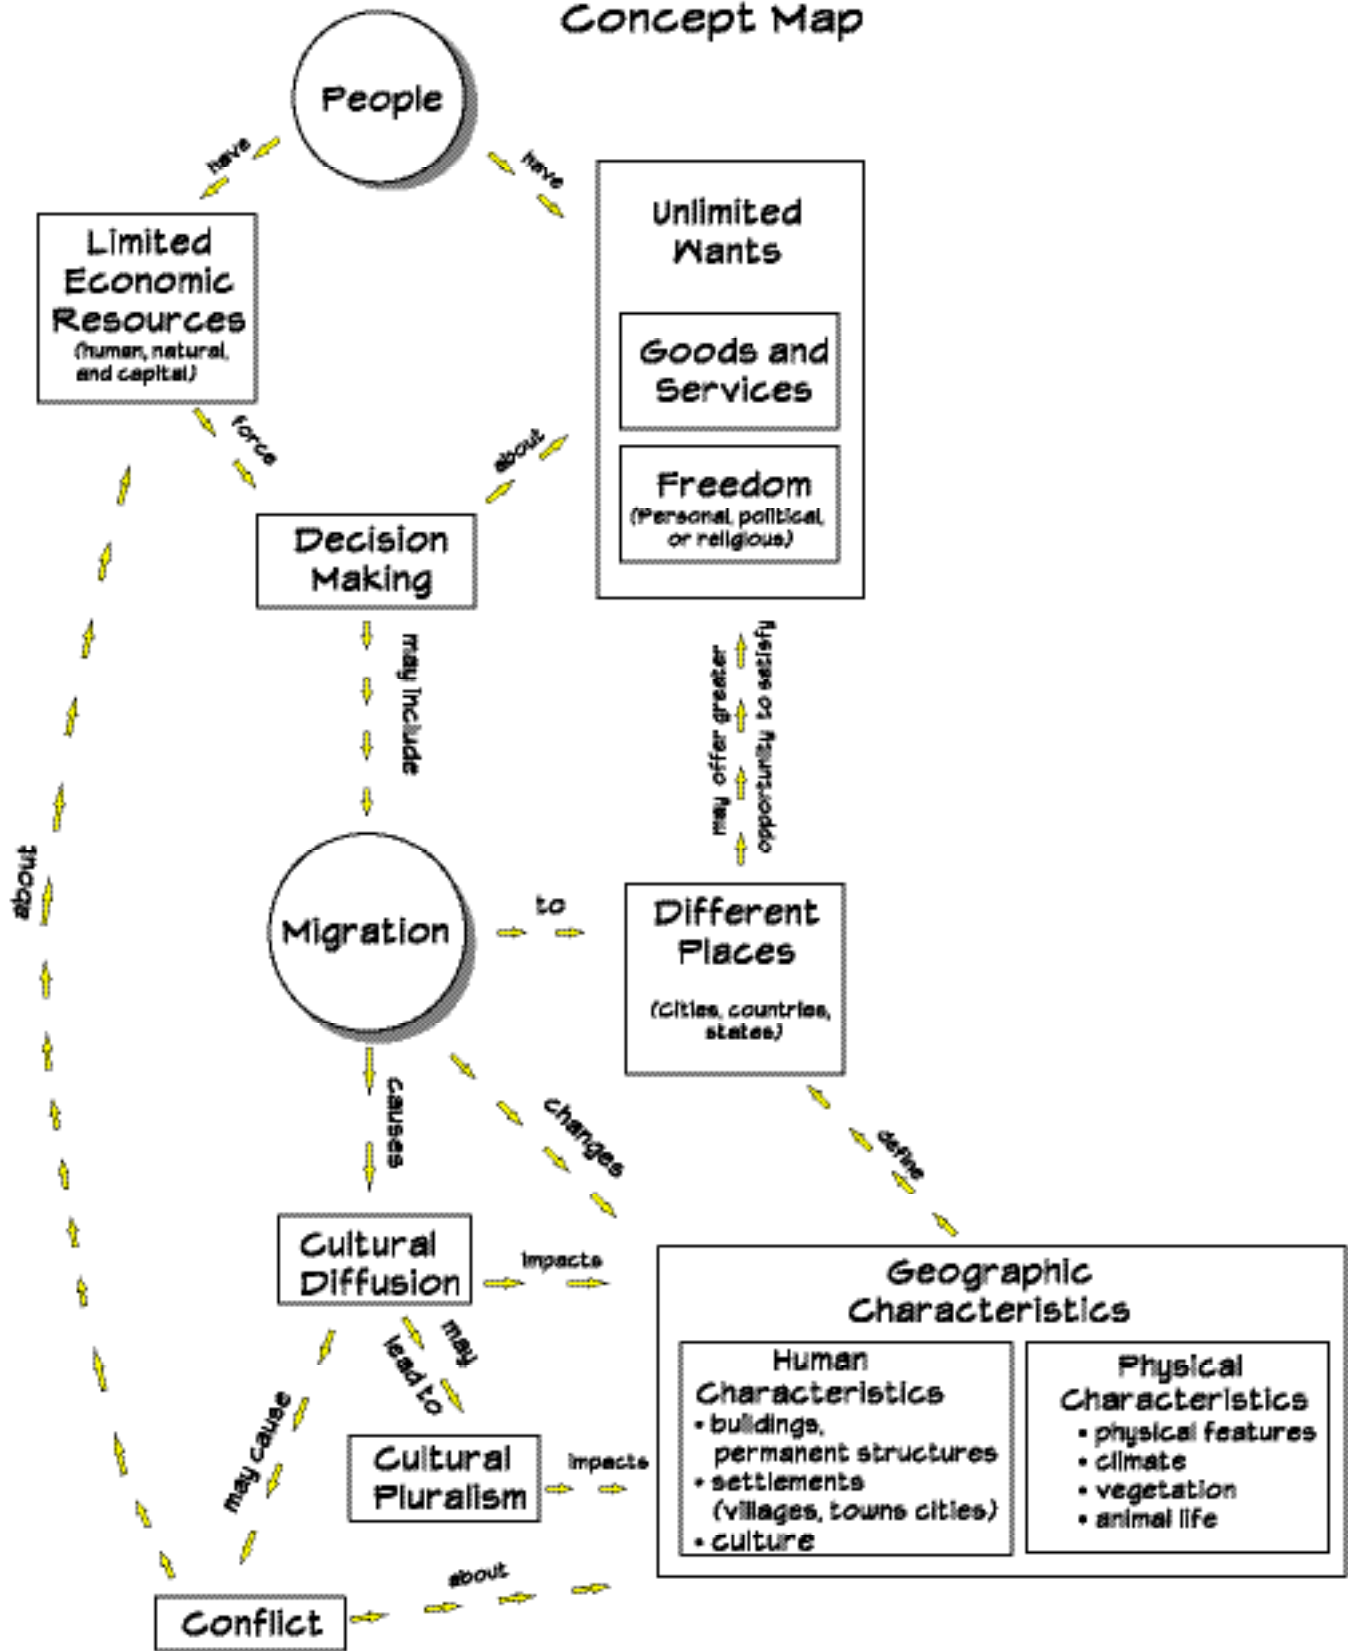 Concept Map
People
have
have
Limited
Economic
Resources
(human, natural,
and capital)
Unlimited
Wants
Goods and
Services
Freedom
(Personal, political,
or religious)
force
about
Decision
Making
may include
may offer greater
opportunity to satisfy
about
Migration
to
Different
Places
(Cities, countries,
states)
causes
changes
define
Cultural
Diffusion
impacts
Geographic
Characteristics
Human
Characteristics
• buildings,
permanent structures
• settlements
(villages, towns cities)
• culture
Physical
Characteristics
• physical features
• climate
• vegetation
• animal life
may
lead to
may cause
Cultural
Pluralism
impacts
about
Conflict